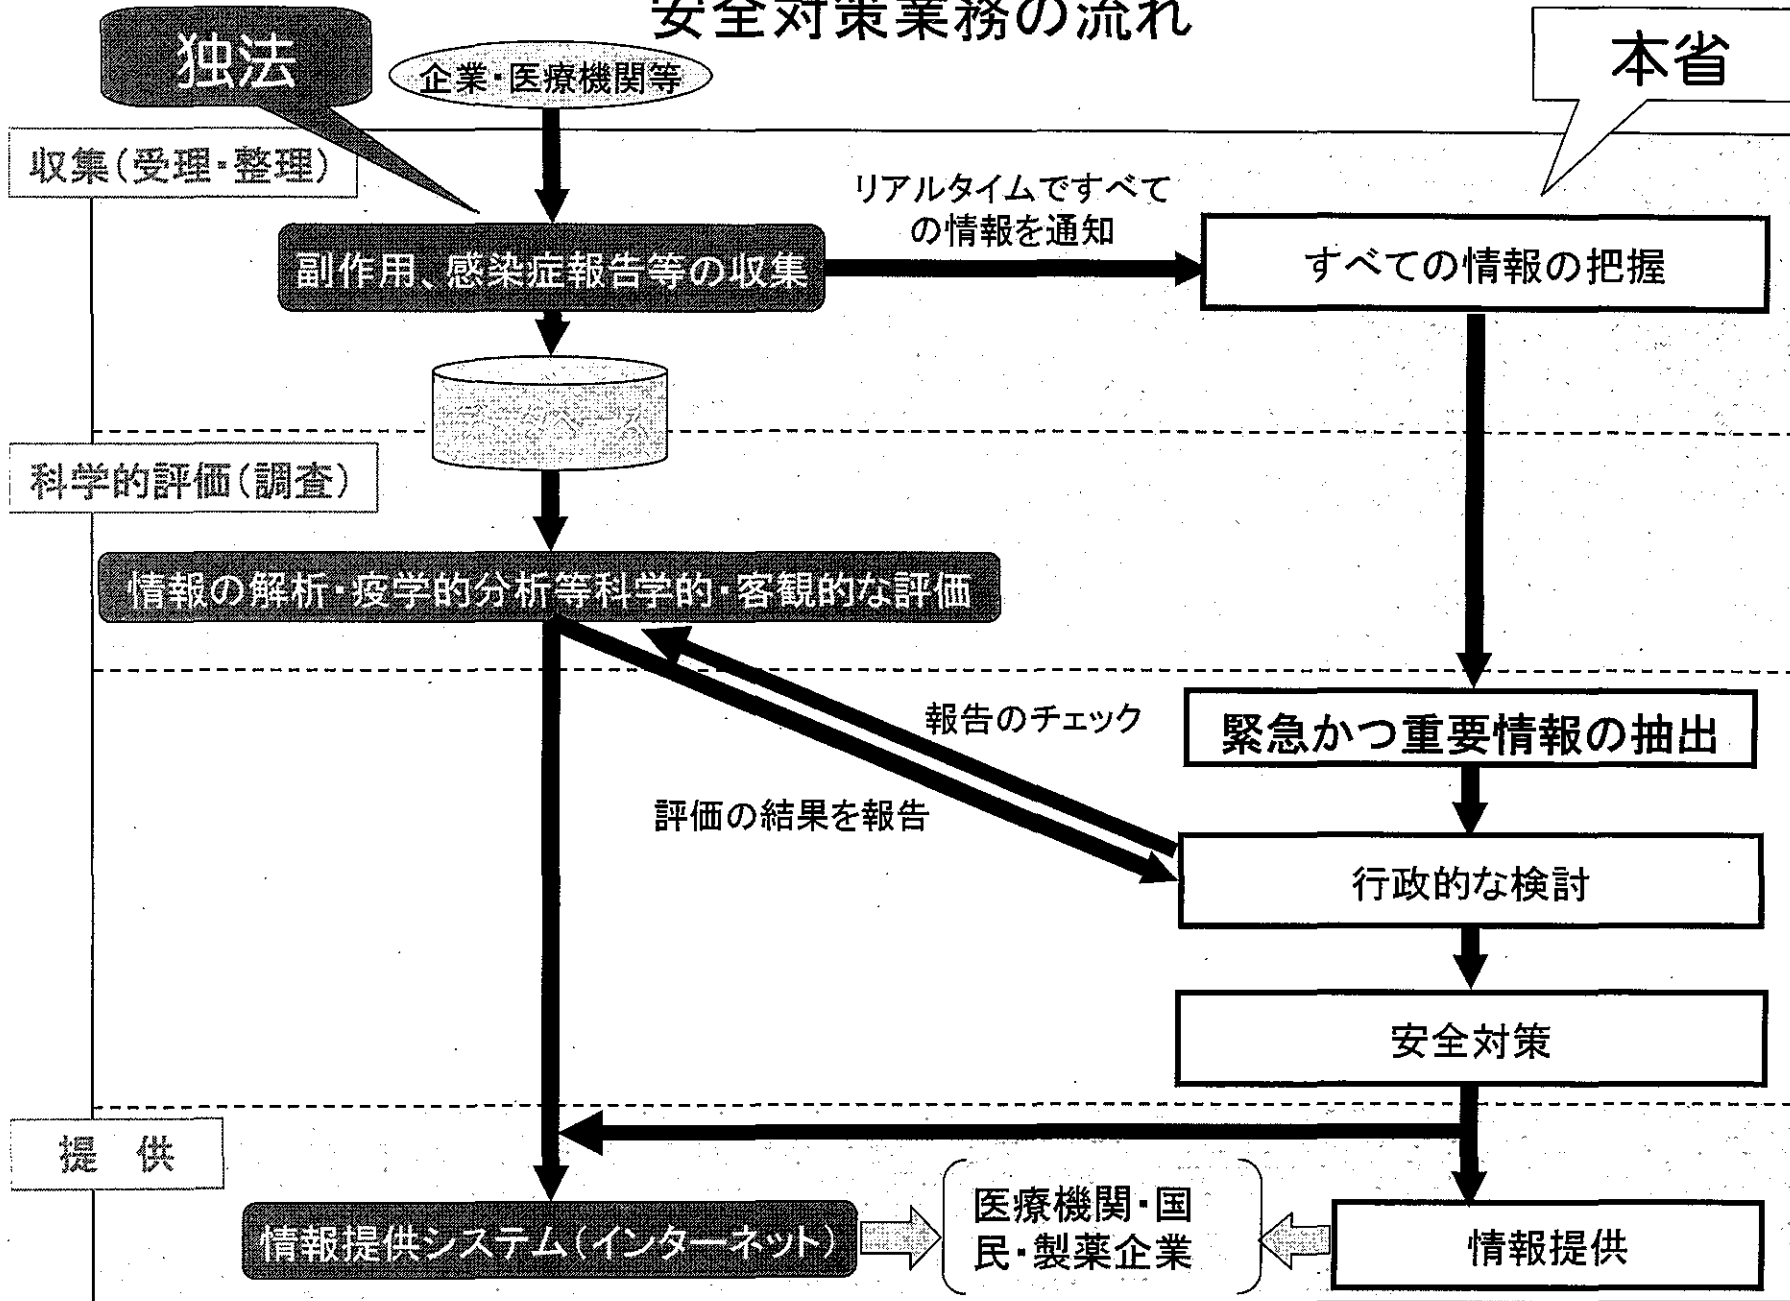 安全対策業務の流れ
独法
企業・医療機関等
本省
収集(受理・整理)
リアルタイムですべて
の情報を通知
副作用、感染症報告等の収集
すべての情報の把握
データベース
科学的評価(調査)
情報の解析・疫学的分析等科学的・客観的な評価
報告のチェック
緊急かつ重要情報の抽出
評価の結果を報告
行政的な検討
安全対策
提 供
医療機関・国
民・製薬企業
情報提供システム(インターネット)
情報提供